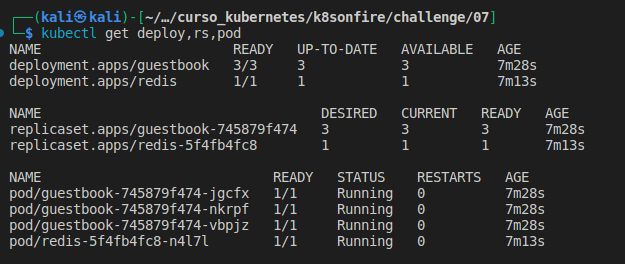 ┌──(kali㉿kali)-[~/…/curso_kubernetes/k8sonfire/challenge/07]
└─$ kubectl get deploy,rs,pod
NAME READY UP-TO-DATE AVAILABLE AGE
deployment.apps/guestbook 3/3 3 3 7m28s
deployment.apps/redis 1/1 1 1 7m13s
NAME DESIRED CURRENT READY AGE
replicaset.apps/guestbook-745879f474 3 3 3 7m28s
replicaset.apps/redis-5f4fb4fc8 1 1 1 7m13s
NAME READY STATUS RESTARTS AGE
pod/guestbook-745879f474-jgcfx 1/1 Running 0 7m28s
pod/guestbook-745879f474-nkrpf 1/1 Running 0 7m28s
pod/guestbook-745879f474-vbpjz 1/1 Running 0 7m28s
pod/redis-5f4fb4fc8-n4l7l 1/1 Running 0 7m13s